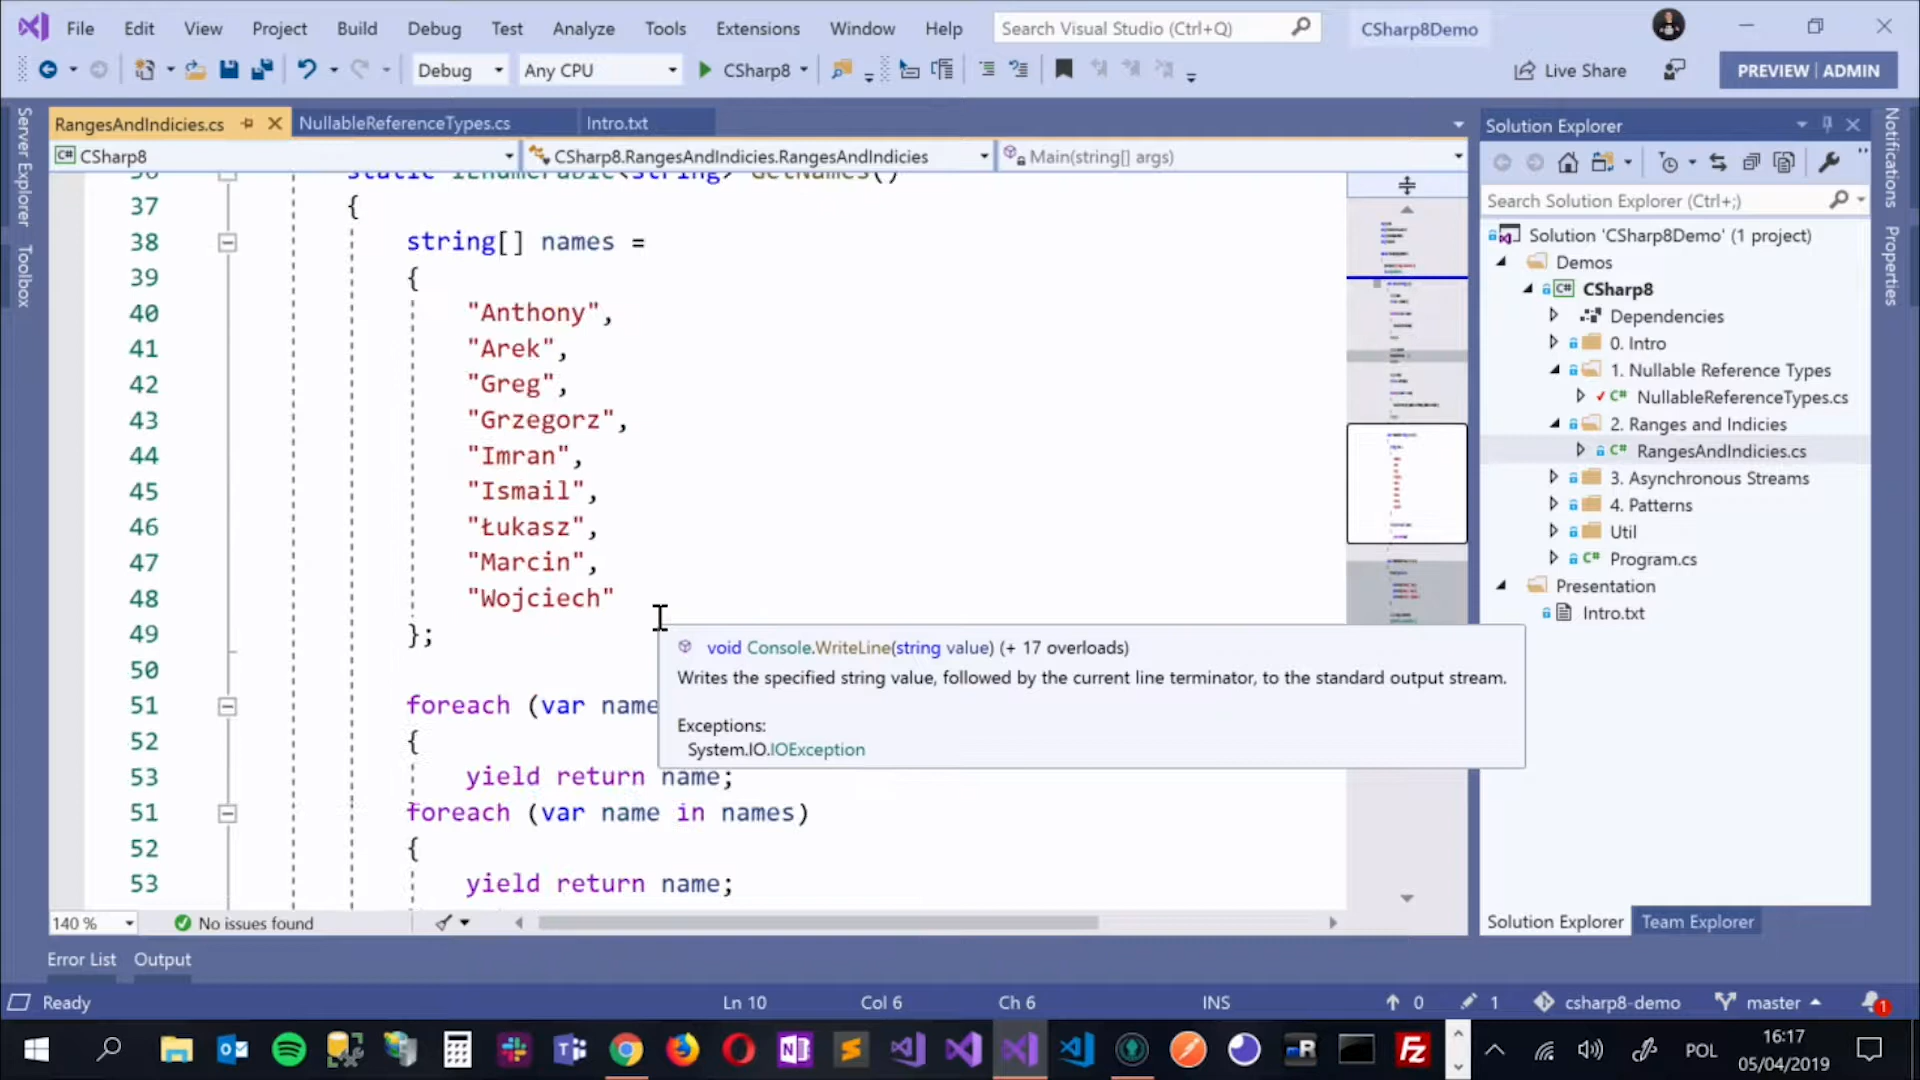 File Edit View Project Build Debug Test Analyze Tools Extensions Window Help Search Visual Studio (Ctrl+Q) CSharp8Demo
Debug Any CPU CSharp8 Live Share PREVIEW | ADMIN
Server Explorer
Toolbox
RangesAndIndicies.cs NullableReferenceTypes.cs Intro.txt
C# CSharp8 CSharp8.RangesAndIndicies.RangesAndIndicies Main(string[] args)
36 static IEnumerable<string> GetNames()
37 {
38 string[] names =
39 {
40 "Anthony",
41 "Arek",
42 "Greg",
43 "Grzegorz",
44 "Imran",
45 "Ismail",
46 "Łukasz",
47 "Marcin",
48 "Wojciech"
49 };
50
51 foreach (var name
52 {
53 yield return name;
51 foreach (var name in names)
52 {
53 yield return name;
void Console.WriteLine(string value) (+ 17 overloads)
Writes the specified string value, followed by the current line terminator, to the standard output stream.
Exceptions:
System.IO.IOException
140 % No issues found
Solution Explorer
Search Solution Explorer (Ctrl+;)
Solution 'CSharp8Demo' (1 project)
Demos
C# CSharp8
Dependencies
0. Intro
1. Nullable Reference Types
C# NullableReferenceTypes.cs
2. Ranges and Indicies
C# RangesAndIndicies.cs
3. Asynchronous Streams
4. Patterns
Util
C# Program.cs
Presentation
Intro.txt
Solution Explorer Team Explorer
Notifications
Properties
Error List Output
Ready Ln 10 Col 6 Ch 6 INS 0 1 csharp8-demo master 1
POL 16:17
05/04/2019